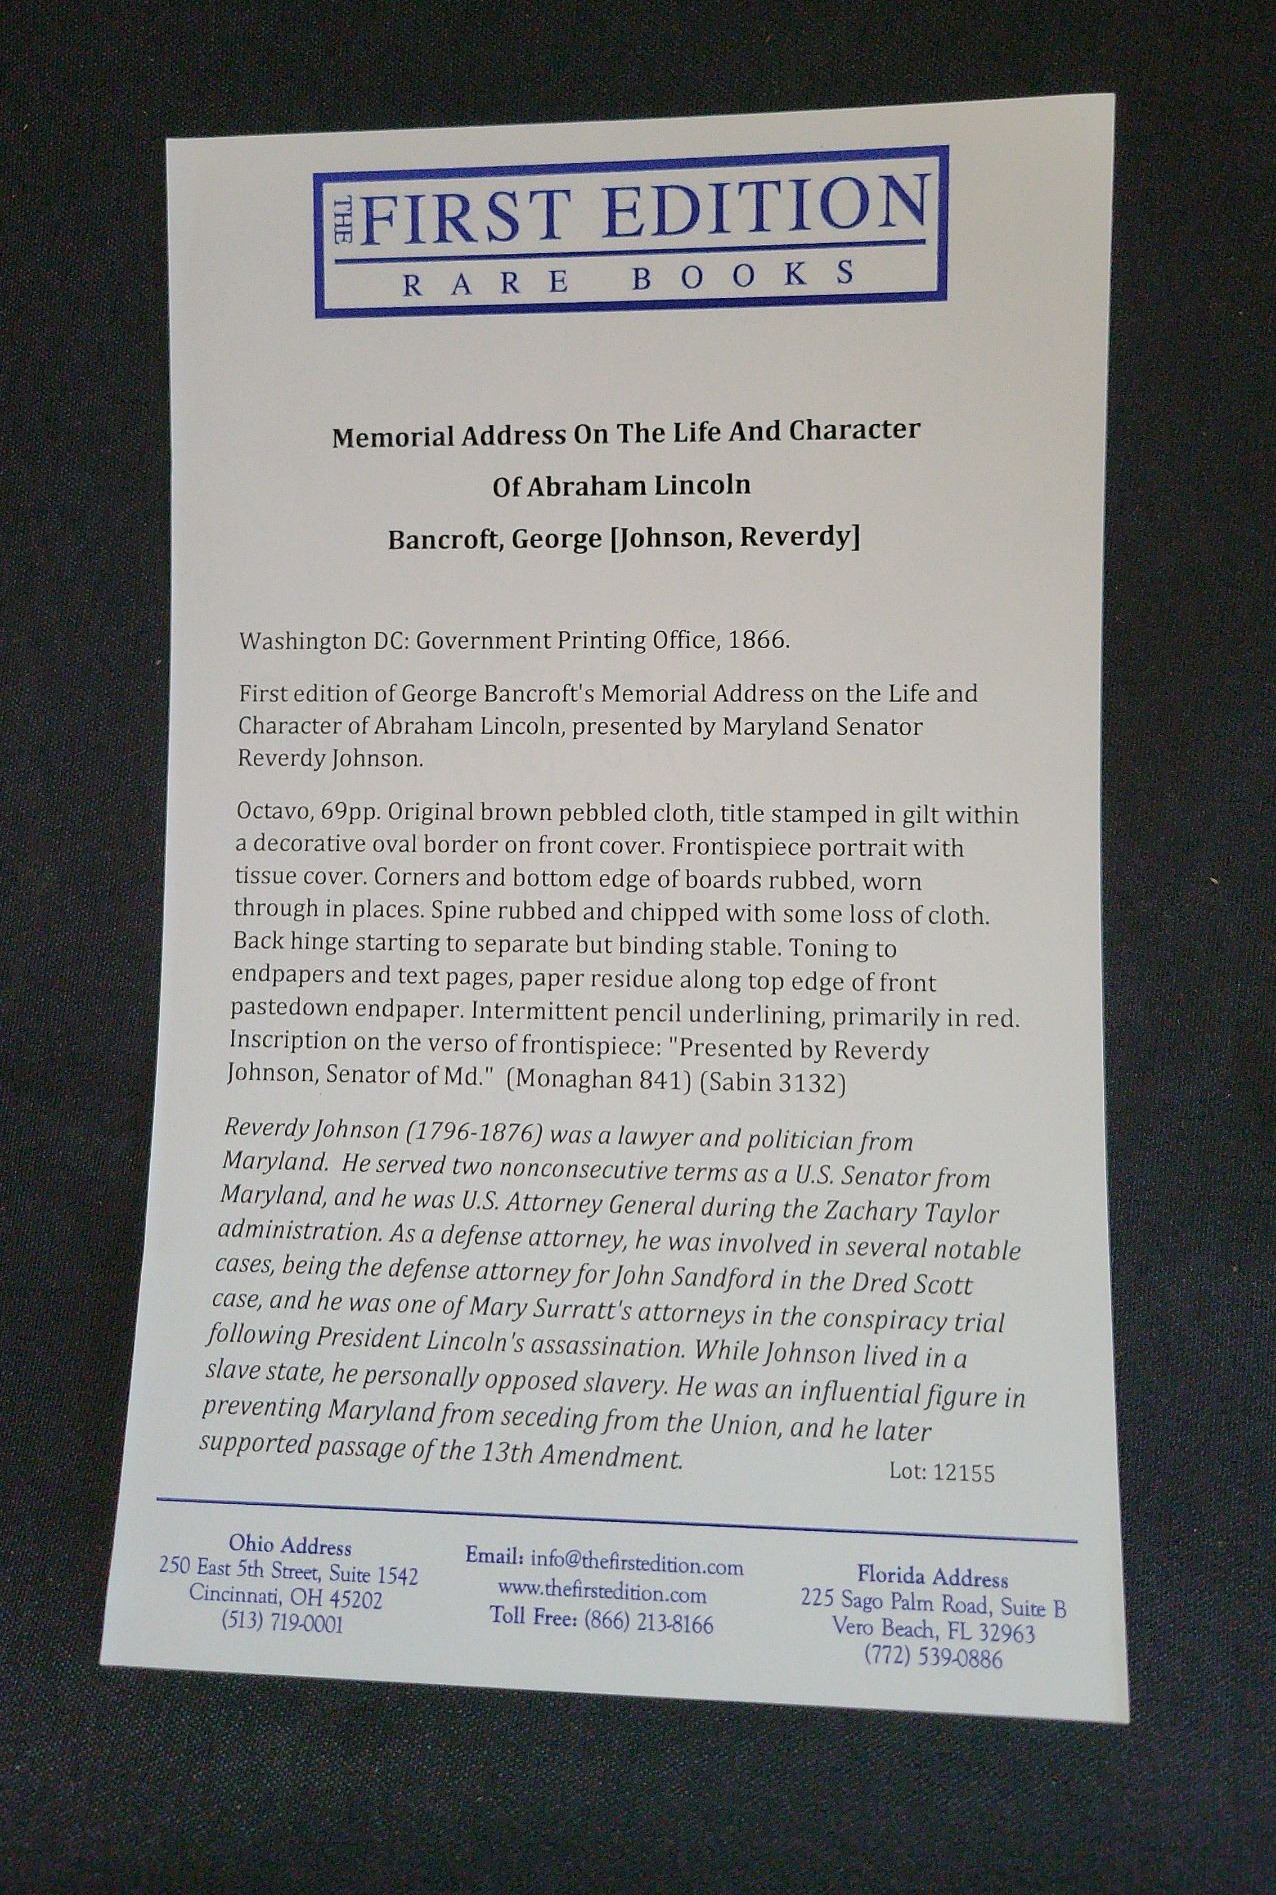 THE FIRST EDITION
RARE BOOKS
Memorial Address On The Life And Character
Of Abraham Lincoln
Bancroft, George [Johnson, Reverdy]
Washington DC: Government Printing Office, 1866.
First edition of George Bancroft's Memorial Address on the Life and
Character of Abraham Lincoln, presented by Maryland Senator
Reverdy Johnson.
Octavo, 69pp. Original brown pebbled cloth, title stamped in gilt within
a decorative oval border on front cover. Frontispiece portrait with
tissue cover. Corners and bottom edge of boards rubbed, worn
through in places. Spine rubbed and chipped with some loss of cloth.
Back hinge starting to separate but binding stable. Toning to
endpapers and text pages, paper residue along top edge of front
pastedown endpaper. Intermittent pencil underlining, primarily in red.
Inscription on the verso of frontispiece: "Presented by Reverdy
Johnson, Senator of Md." (Monaghan 841) (Sabin 3132)
Reverdy Johnson (1796-1876) was a lawyer and politician from
Maryland. He served two nonconsecutive terms as a U.S. Senator from
Maryland, and he was U.S. Attorney General during the Zachary Taylor
administration. As a defense attorney, he was involved in several notable
cases, being the defense attorney for John Sandford in the Dred Scott
case, and he was one of Mary Surratt's attorneys in the conspiracy trial
following President Lincoln's assassination. While Johnson lived in a
slave state, he personally opposed slavery. He was an influential figure in
preventing Maryland from seceding from the Union, and he later
supported passage of the 13th Amendment.
Lot: 12155
Ohio Address
250 East 5th Street, Suite 1542
Cincinnati, OH 45202
(513) 719-0001
Email: info@thefirstedition.com
www.thefirstedition.com
Toll Free: (866) 213-8166
Florida Address
225 Sago Palm Road, Suite B
Vero Beach, FL 32963
(772) 539-0886